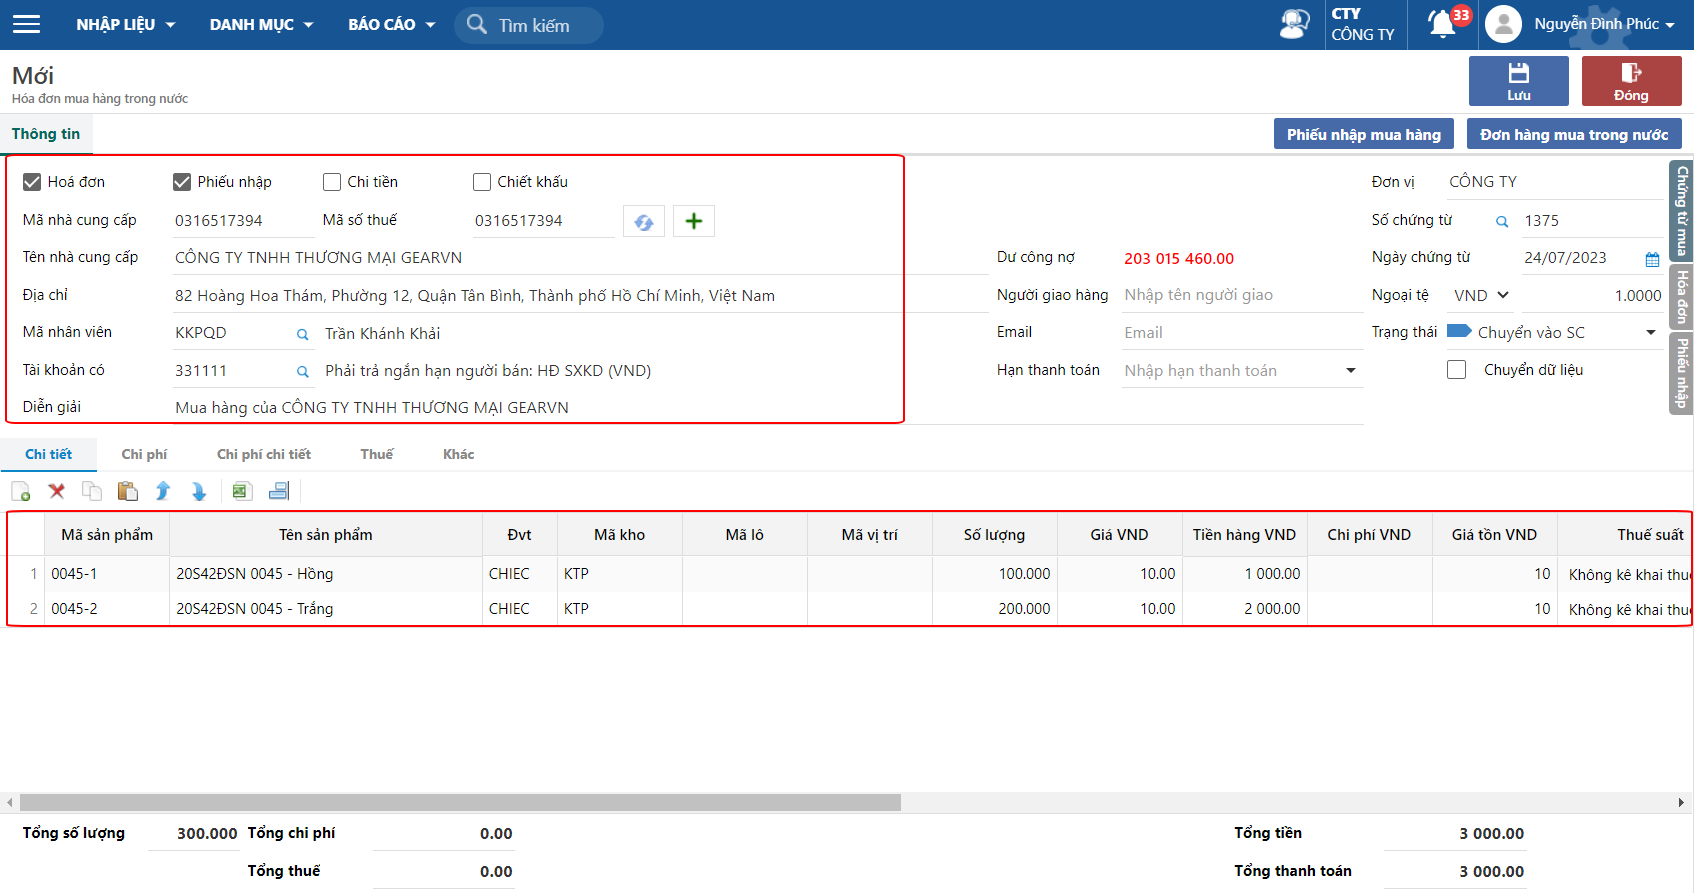 NHẬP LIỆU DANH MỤC BÁO CÁO Tìm kiếm CTY CÔNG TY 33 Nguyễn Đình Phúc
Mới
Hóa đơn mua hàng trong nước
Lưu Đóng
Thông tin Phiếu nhập mua hàng Đơn hàng mua trong nước
Hoá đơn Phiếu nhập Chi tiền Chiết khấu Đơn vị CÔNG TY
Mã nhà cung cấp 0316517394 Mã số thuế 0316517394 Số chứng từ 1375
Tên nhà cung cấp CÔNG TY TNHH THƯƠNG MẠI GEARVN Dư công nợ 203 015 460.00 Ngày chứng từ 24/07/2023
Địa chỉ 82 Hoàng Hoa Thám, Phường 12, Quận Tân Bình, Thành phố Hồ Chí Minh, Việt Nam Người giao hàng Nhập tên người giao Ngoại tệ VND 1.0000
Mã nhân viên KKPQD Trần Khánh Khải Email Email Trạng thái Chuyển vào SC
Tài khoản có 331111 Phải trả ngắn hạn người bán: HĐ SXKD (VND) Hạn thanh toán Nhập hạn thanh toán Chuyển dữ liệu
Diễn giải Mua hàng của CÔNG TY TNHH THƯƠNG MẠI GEARVN
Chứng từ mua
Hóa đơn
Phiếu nhập
Chi tiết Chi phí Chi phí chi tiết Thuế Khác
Mã sản phẩm Tên sản phẩm Đvt Mã kho Mã lô Mã vị trí Số lượng Giá VND Tiền hàng VND Chi phí VND Giá tồn VND Thuế suất
1 0045-1 20S42ĐSN 0045 - Hồng CHIEC KTP 100.000 10.00 1 000.00 10 Không kê khai thuế
2 0045-2 20S42ĐSN 0045 - Trắng CHIEC KTP 200.000 10.00 2 000.00 10 Không kê khai thuế
Tổng số lượng 300.000 Tổng chi phí 0.00 Tổng tiền 3 000.00
Tổng thuế 0.00 Tổng thanh toán 3 000.00